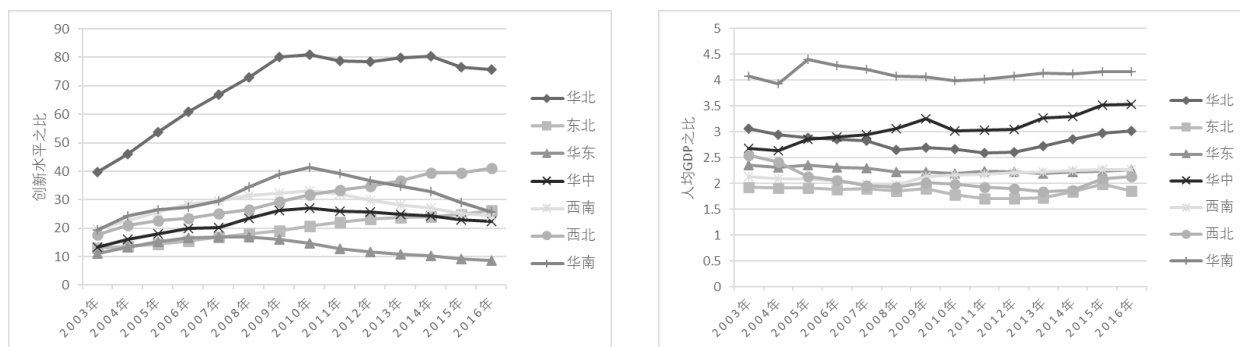 90
80
70
60
50
40
30
20
10
0
创新水平之比
2003年
2004年
2005年
2006年
2007年
2008年
2009年
2010年
2011年
2012年
2013年
2014年
2015年
2016年
华北
东北
华东
华中
西南
西北
华南
5
4.5
4
3.5
3
2.5
2
1.5
1
0.5
0
人均GDP之比
2003年
2004年
2005年
2006年
2007年
2008年
2009年
2010年
2011年
2012年
2013年
2014年
2015年
2016年
华北
东北
华东
华中
西南
西北
华南